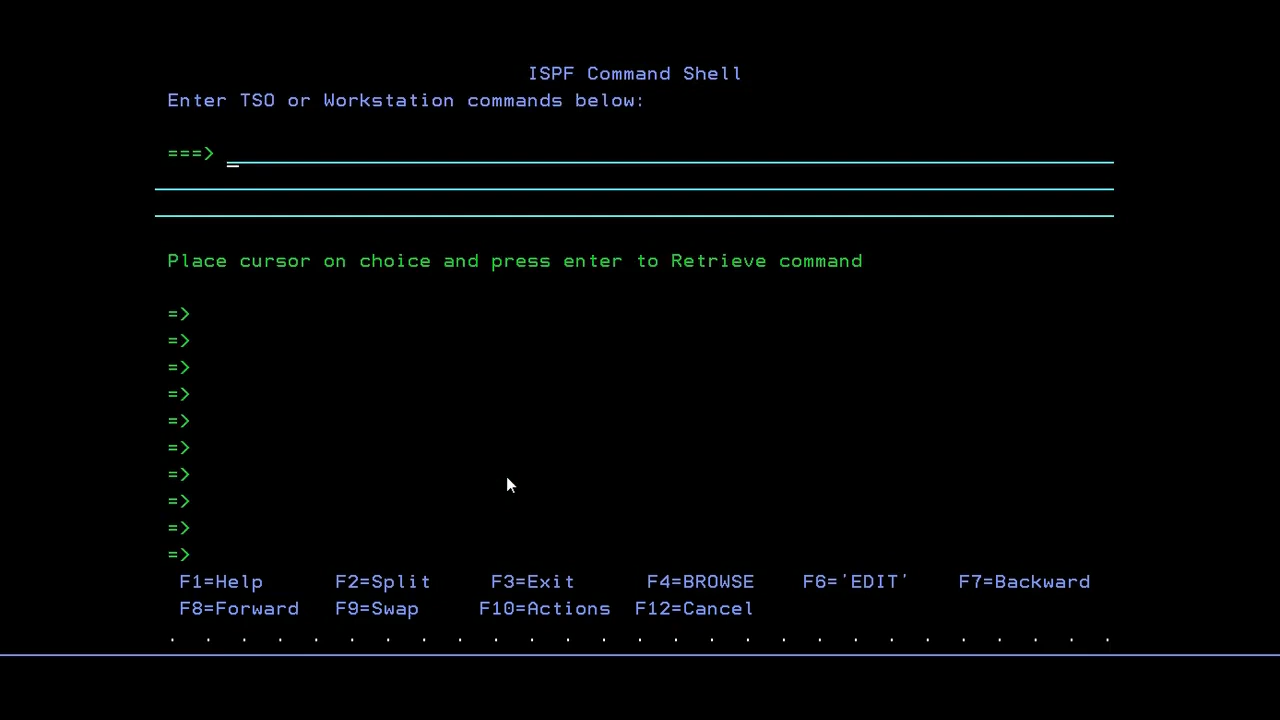 ISPF Command Shell
Enter TSO or Workstation commands below:
===> _
Place cursor on choice and press enter to Retrieve command
=>
=>
=>
=>
=>
=>
=>
=>
=>
=>
F1=Help F2=Split F3=Exit F4=BROWSE F6='EDIT' F7=Backward
F8=Forward F9=Swap F10=Actions F12=Cancel
. . . . . . . . . . . . . . . . . . . . . . . . . . .